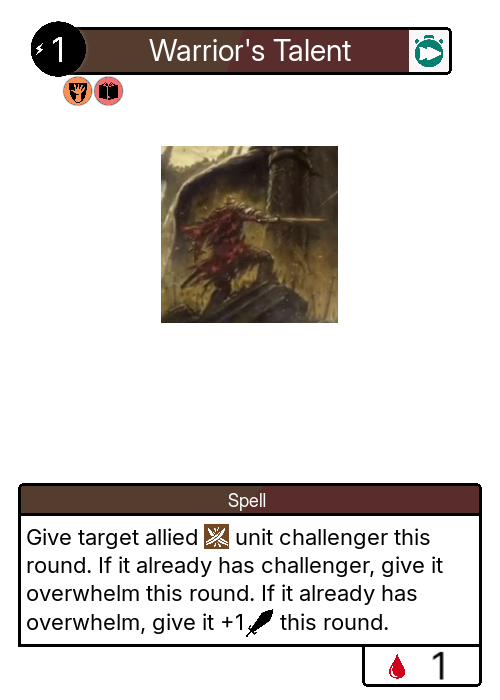 1
Warrior's Talent
Spell
Give target allied unit challenger this
round. If it already has challenger, give it
overwhelm this round. If it already has
overwhelm, give it +1 this round.
1